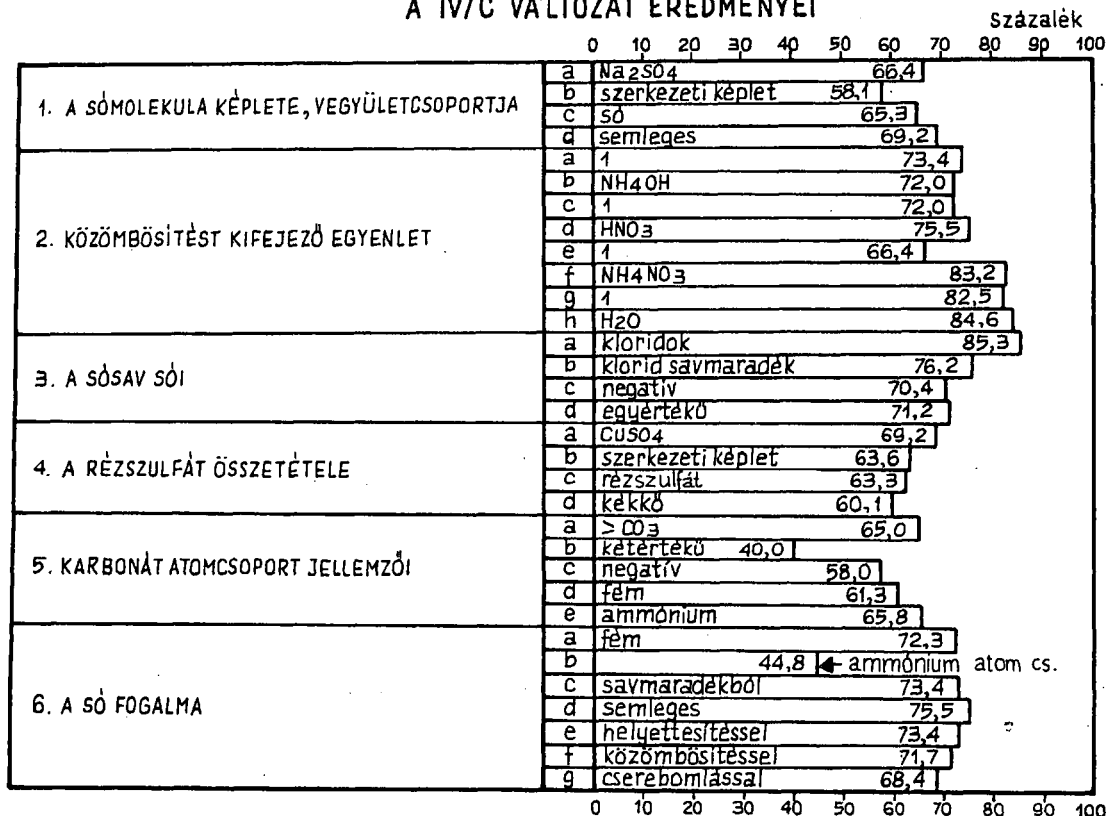 A IV/C VÁLTOZAT EREDMÉNYEI
Százalék
0 10 20 30 40 50 60 70 80 90 100
1. A SÓMOLEKULA KÉPLETE, VEGYÜLETCSOPORTJA
a Na2SO4 66,4
b szerkezeti képlet 58,1
c só 65,3
d semleges 69,2
2. KÖZÖMBÖSÍTÉST KIFEJEZŐ EGYENLET
a 1 73,4
b NH4OH 72,0
c 1 72,0
d HNO3 75,5
e 1 66,4
f NH4NO3 83,2
g 1 82,5
h H2O 84,6
3. A SÓSAV SÓI
a kloridok 85,3
b klorid savmaradék 76,2
c negatív 70,4
d egyértékű 71,2
4. A RÉZSZULFÁT ÖSSZETÉTELE
a CuSO4 69,2
b szerkezeti képlet 63,6
c rézszulfát 63,3
d kékkő 60,1
5. KARBONÁT ATOMCSOPORT JELLEMZŐI
a >CO3 65,0
b kétértékű 40,0
c negatív 58,0
d fém 61,3
e ammónium 65,8
6. A SÓ FOGALMA
a fém 72,3
b 44,8 ammónium atom cs.
c savmaradékból 73,4
d semleges 75,5
e helyettesítéssel 73,4
f közömbösítéssel 71,7
g cserebomlással 68,4
0 10 20 30 40 50 60 70 80 90 100